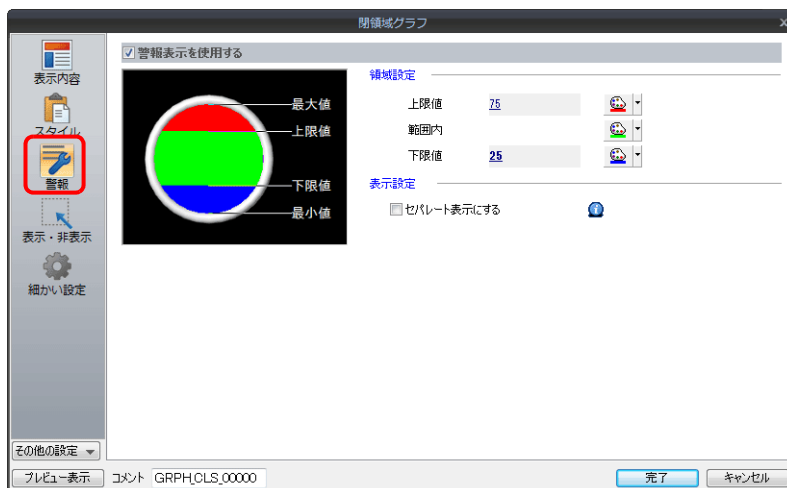 閉領域グラフ
x
表示内容
スタイル
警報
表示・非表示
細かい設定
その他の設定
警報表示を使用する
最大値
上限値
下限値
最小値
領域設定
上限値 75
範囲内
下限値 25
表示設定
セパレート表示にする
プレビュー表示 コメント GRPH_CLS_00000 完了 キャンセル